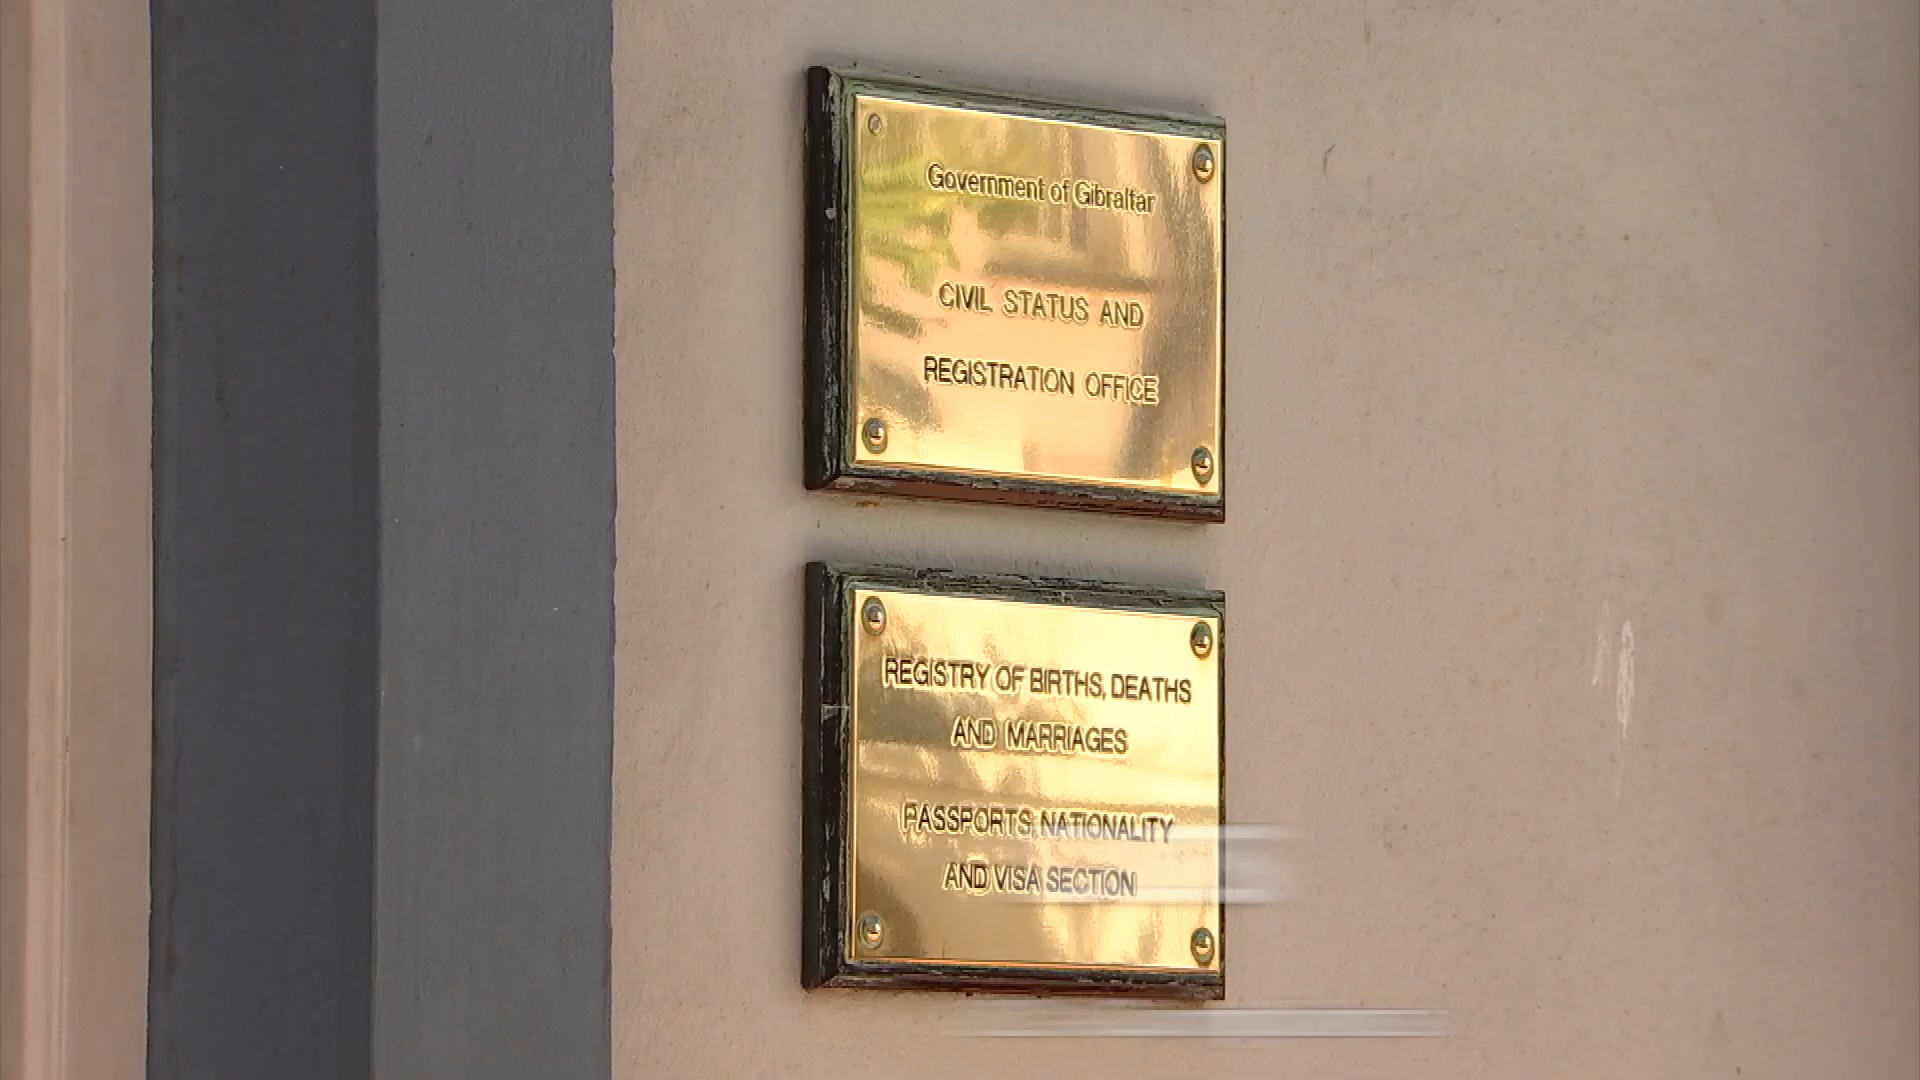 Government of Gibraltar
CIVIL STATUS AND
REGISTRATION OFFICE
REGISTRY OF BIRTHS, DEATHS
AND MARRIAGES
PASSPORTS, NATIONALITY
AND VISA SECTION